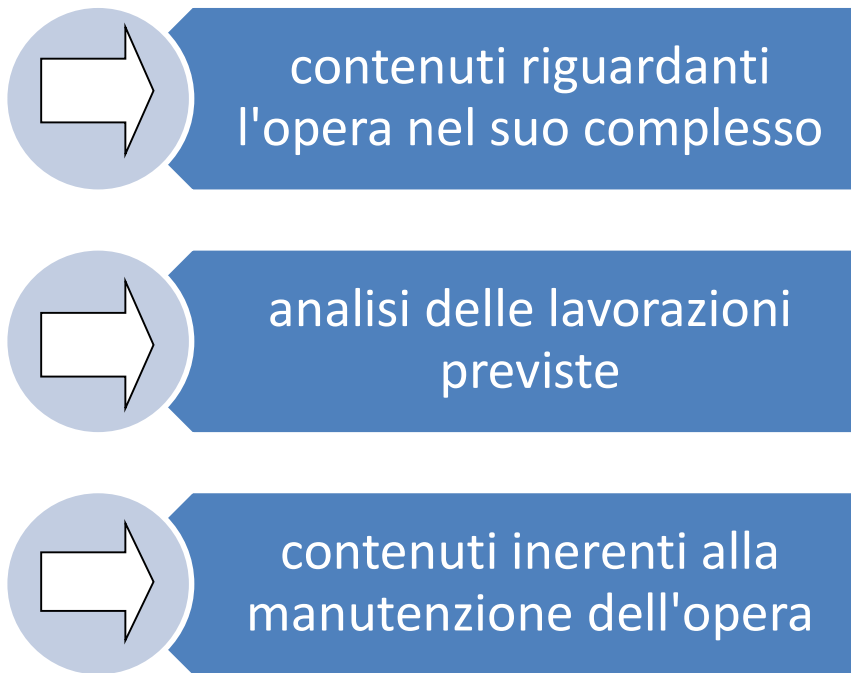 contenuti riguardanti
l'opera nel suo complesso
analisi delle lavorazioni
previste
contenuti inerenti alla
manutenzione dell'opera